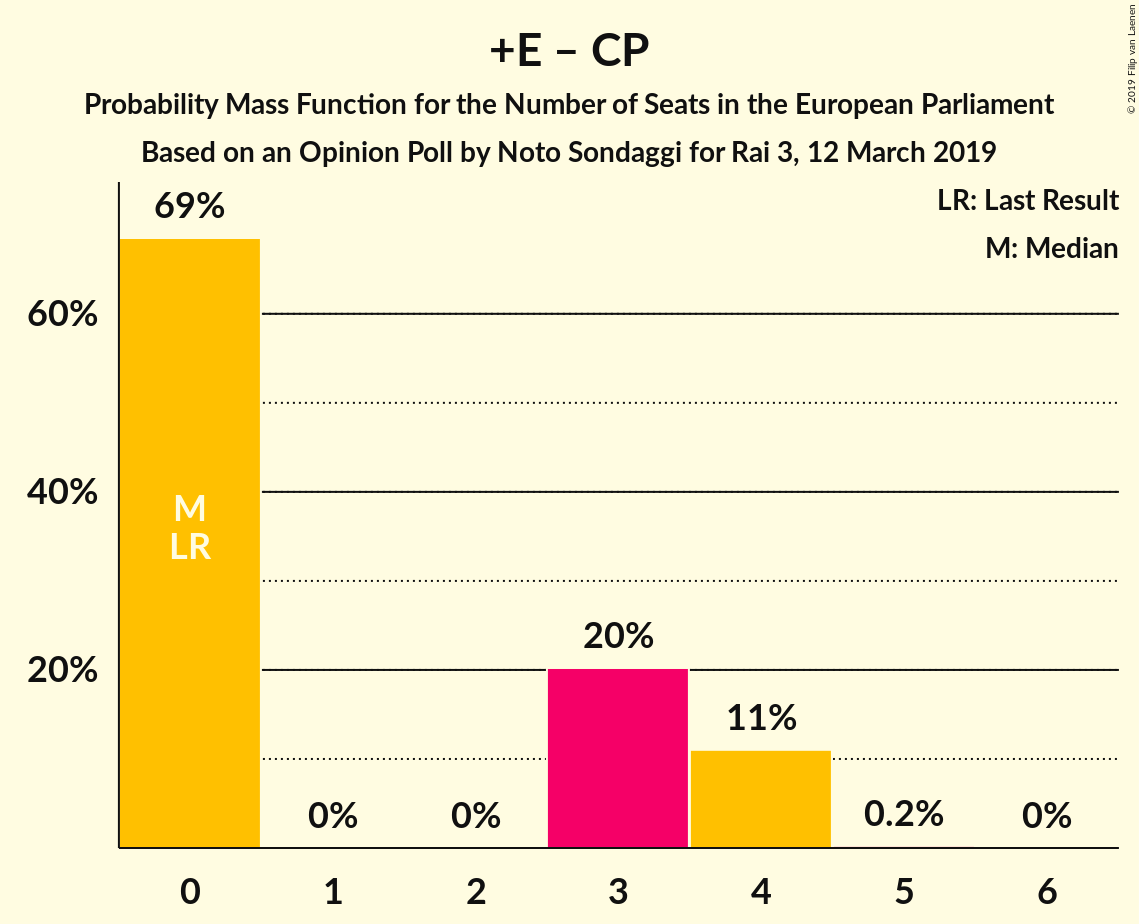 +E – CP
Probability Mass Function for the Number of Seats in the European Parliament
Based on an Opinion Poll by Noto Sondaggi for Rai 3, 12 March 2019
© 2019 Filip van Laenen
LR: Last Result
M: Median
69%
60%
40%
20%
M
LR
0%
0%
20%
11%
0.2%
0%
0 1 2 3 4 5 6